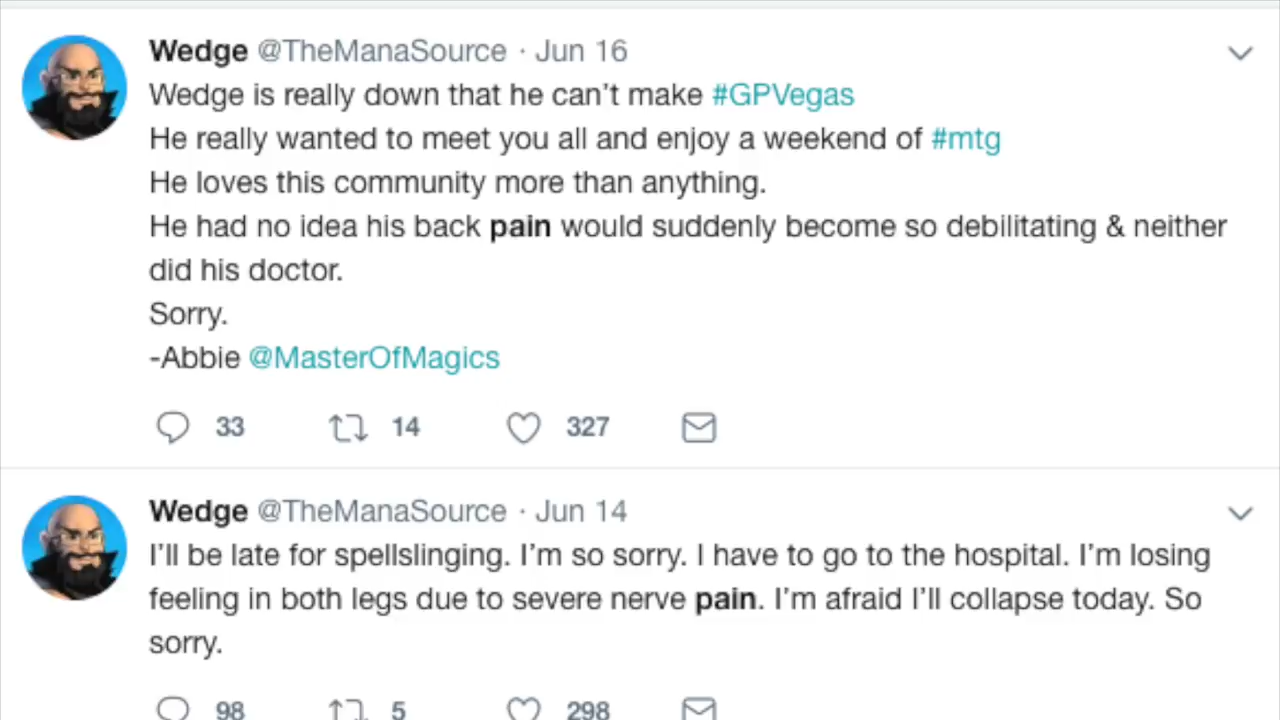 Wedge @TheManaSource · Jun 16
Wedge is really down that he can't make #GPVegas
He really wanted to meet you all and enjoy a weekend of #mtg
He loves this community more than anything.
He had no idea his back pain would suddenly become so debilitating & neither
did his doctor.
Sorry.
-Abbie @MasterOfMagics
33 14 327
Wedge @TheManaSource · Jun 14
I'll be late for spellslinging. I'm so sorry. I have to go to the hospital. I'm losing
feeling in both legs due to severe nerve pain. I'm afraid I'll collapse today. So
sorry.
98 5 298